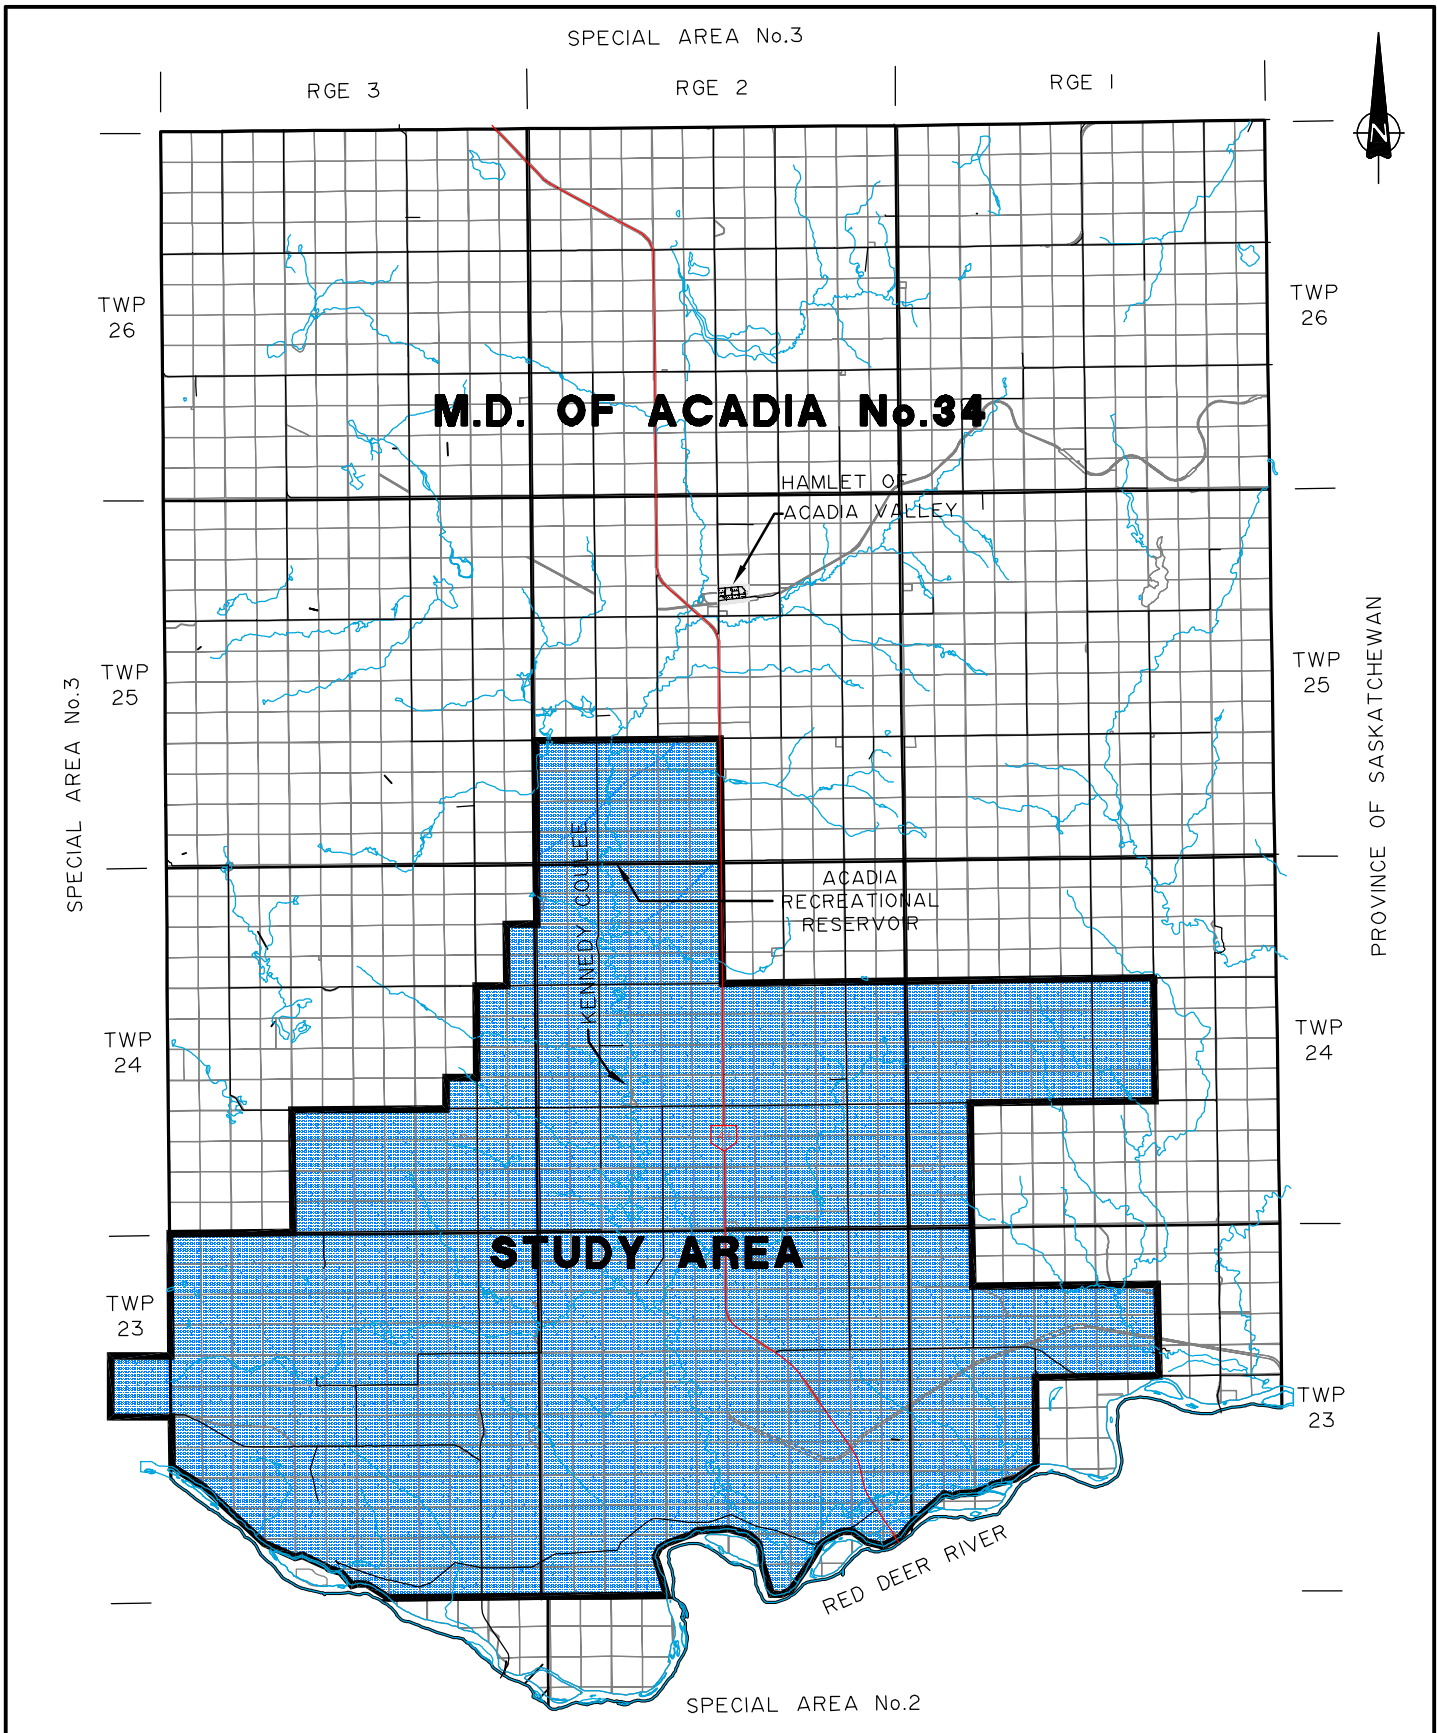 SPECIAL AREA No.3
RGE 3
RGE 2
RGE 1
N
TWP
26
TWP
26
M.D. OF ACADIA No.34
HAMLET OF
ACADIA VALLEY
TWP
25
TWP
25
SPECIAL AREA No.3
PROVINCE OF SASKATCHEWAN
KENNEDY COULEE
ACADIA
RECREATIONAL
RESERVOIR
TWP
24
TWP
24
STUDY AREA
TWP
23
TWP
23
RED DEER RIVER
SPECIAL AREA No.2